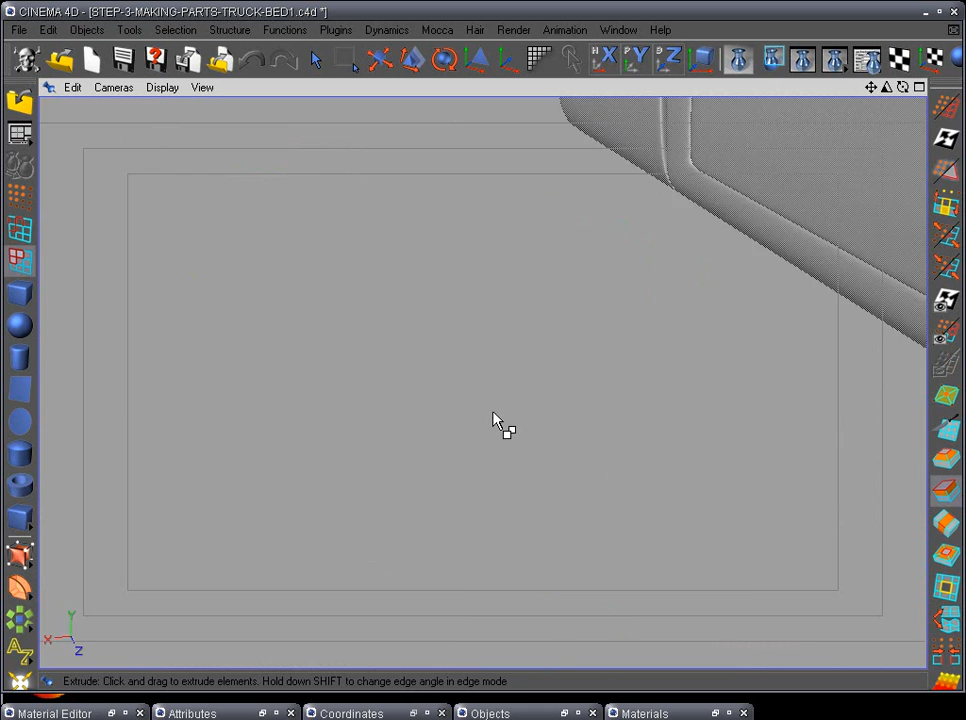 CINEMA 4D - [STEP-3-MAKING-PARTS-TRUCK-BED1.c4d *]
File Edit Objects Tools Selection Structure Functions Plugins Dynamics Mocca Hair Render Animation Window Help
X Y Z
Edit Cameras Display View
Y
X
Z
Extrude: Click and drag to extrude elements. Hold down SHIFT to change edge angle in edge mode
Material Editor Attributes Coordinates Objects Materials